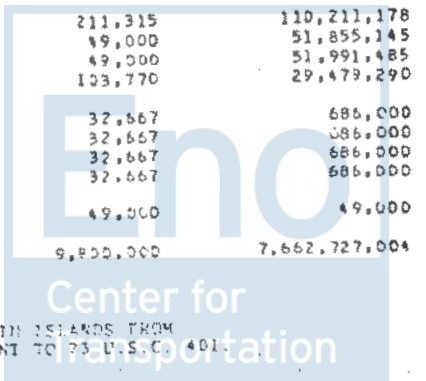 211,315 110,211,178
49,000 51,855,145
49,000 51,991,485
103,770 29,479,290
32,667 686,000
32,667 686,000
32,667 686,000
32,667 686,000
49,000 49,000
9,800,000 7,662,727,004
Eno
Center for
Transportation
ISLANDS FROM
NT TO 23 U.S.C. 401.